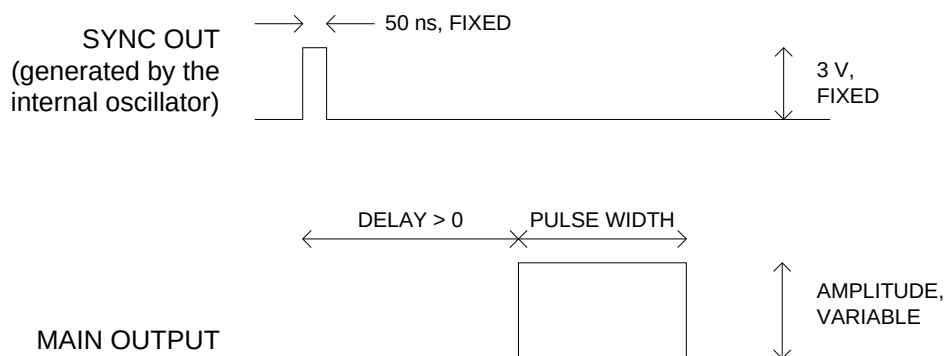 50 ns, FIXED
SYNC OUT
(generated by the
internal oscillator)
3 V,
FIXED
DELAY > 0
PULSE WIDTH
AMPLITUDE,
VARIABLE
MAIN OUTPUT